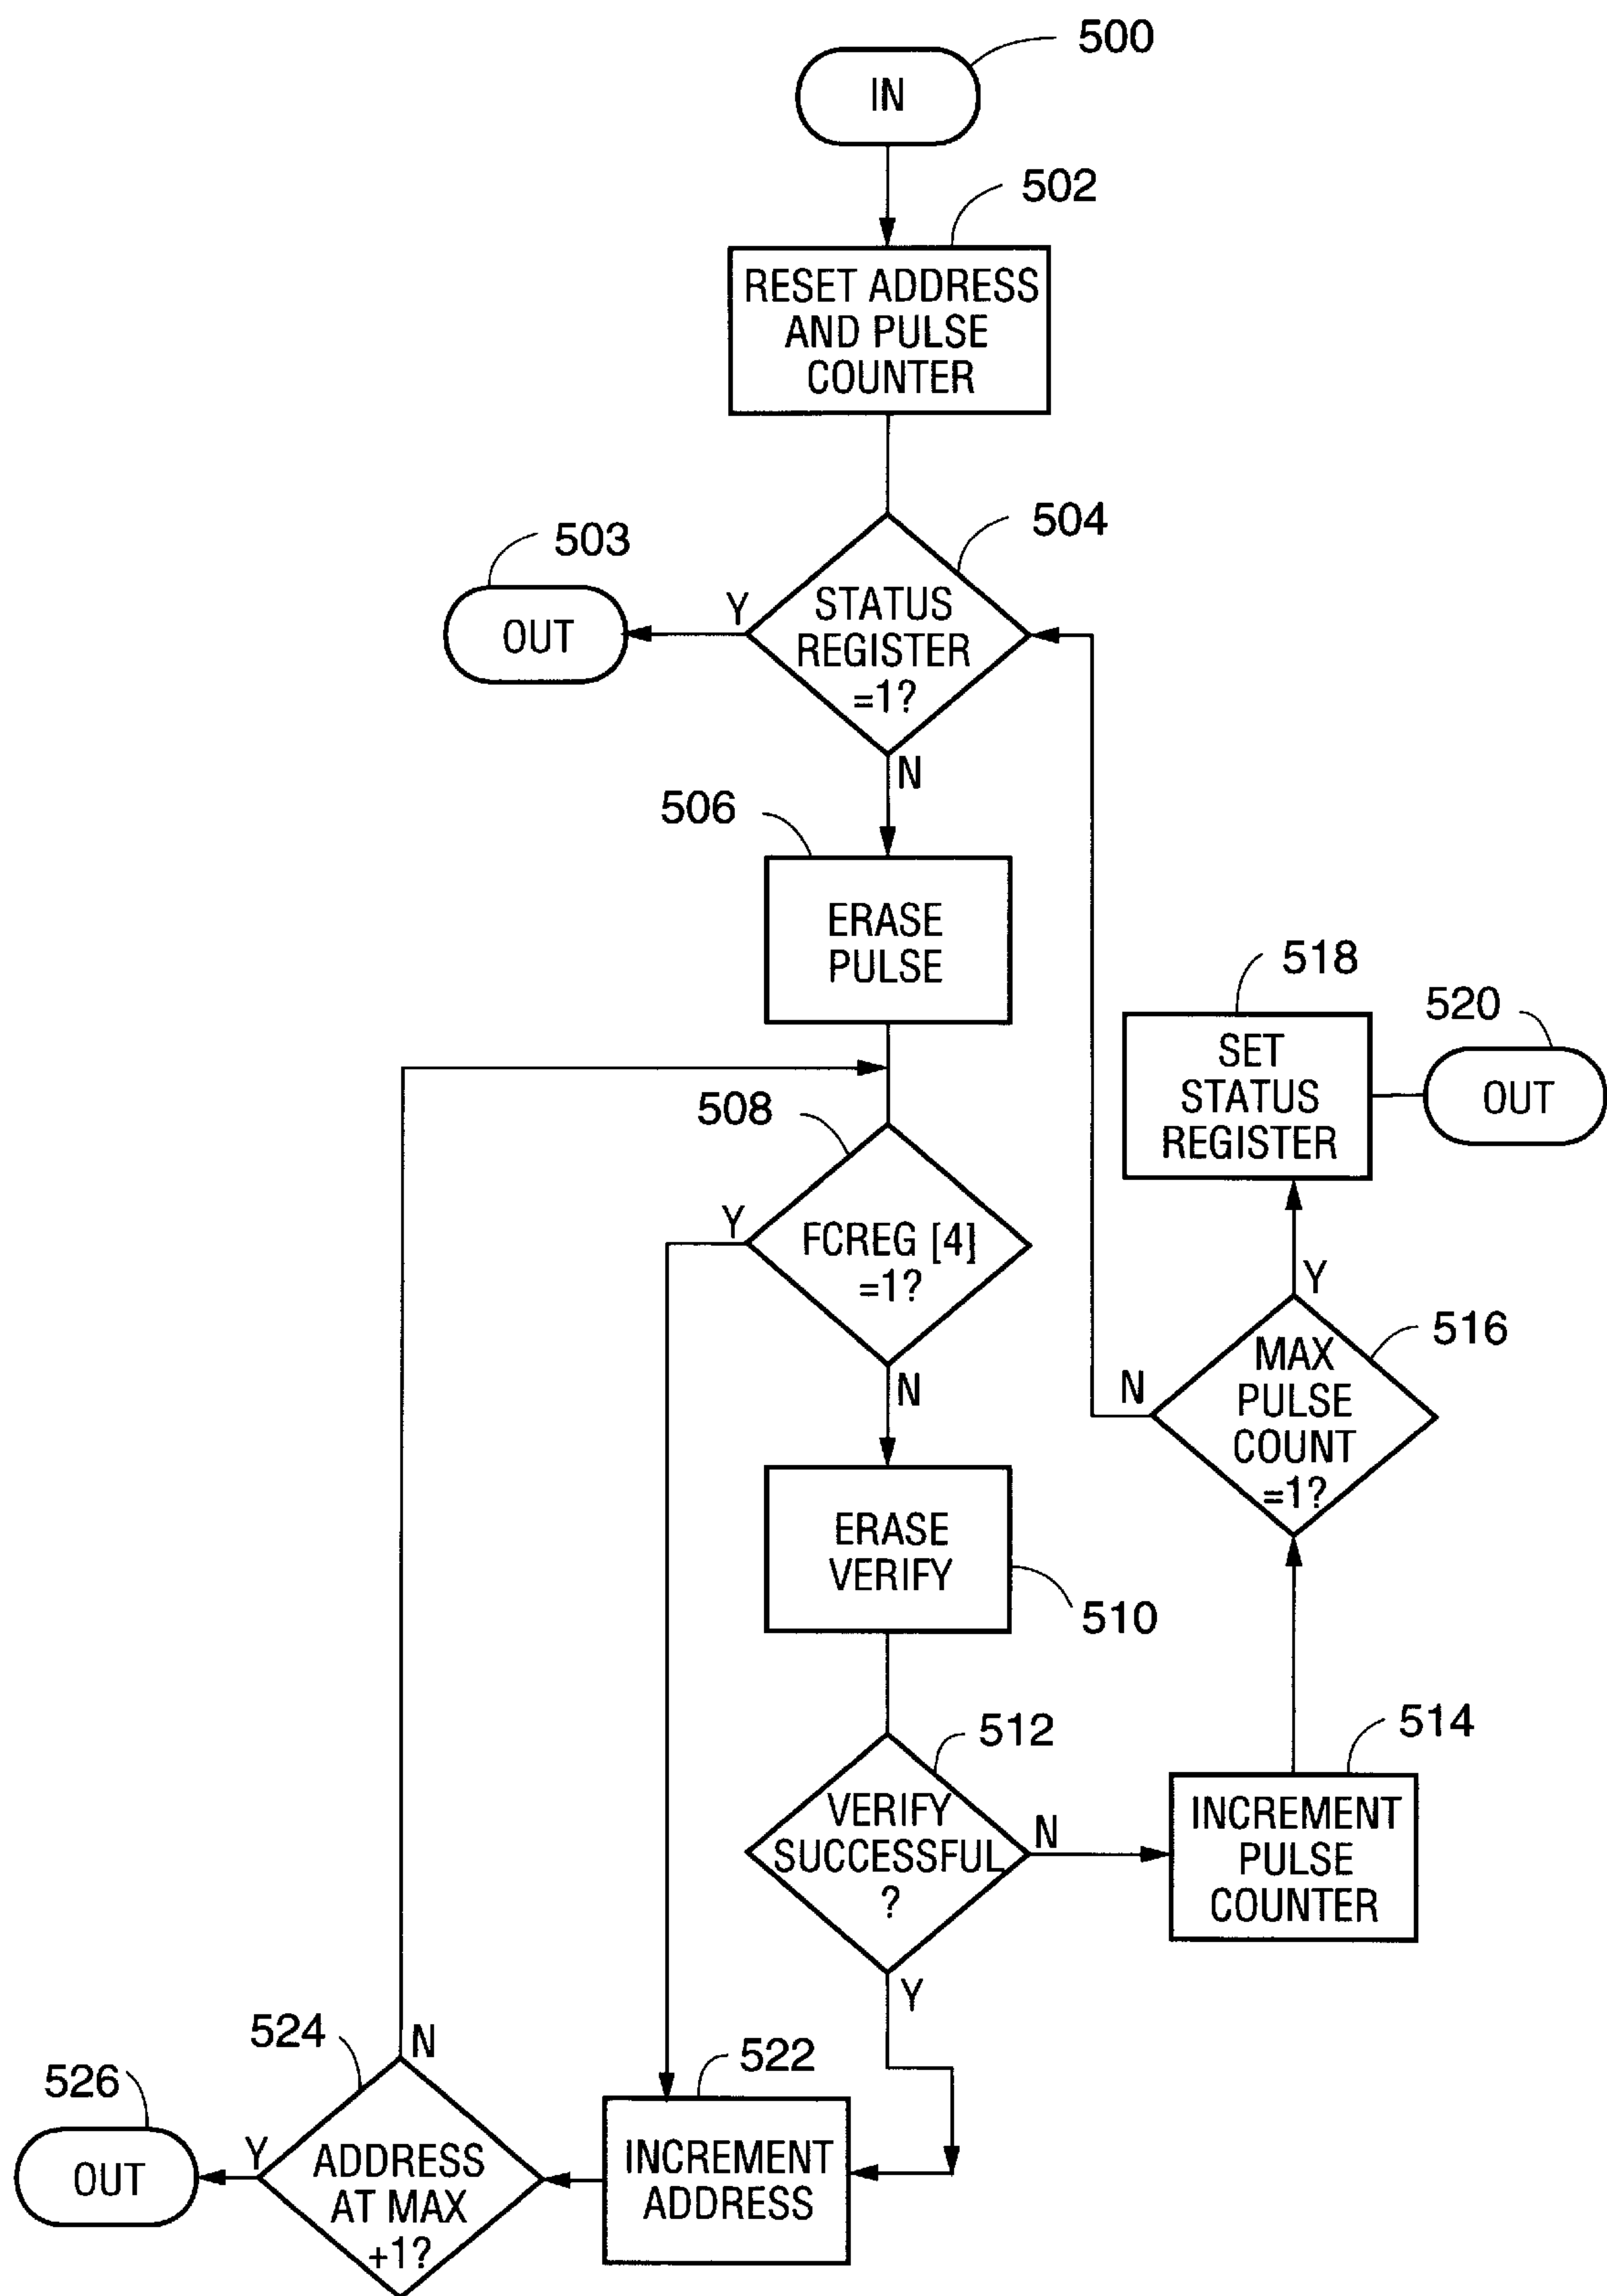 500
IN
502
RESET ADDRESS
AND PULSE
COUNTER
504
503
STATUS
REGISTER
=1?
Y
OUT
N
506
ERASE
PULSE
518
520
SET
STATUS
REGISTER
OUT
508
Y
FCREG [4]
=1?
N
Y
516
MAX
PULSE
COUNT
=1?
N
ERASE
VERIFY
510
512
514
VERIFY
SUCCESSFUL
?
N
INCREMENT
PULSE
COUNTER
Y
524
N
522
526
OUT
Y
ADDRESS
AT MAX
+1?
INCREMENT
ADDRESS